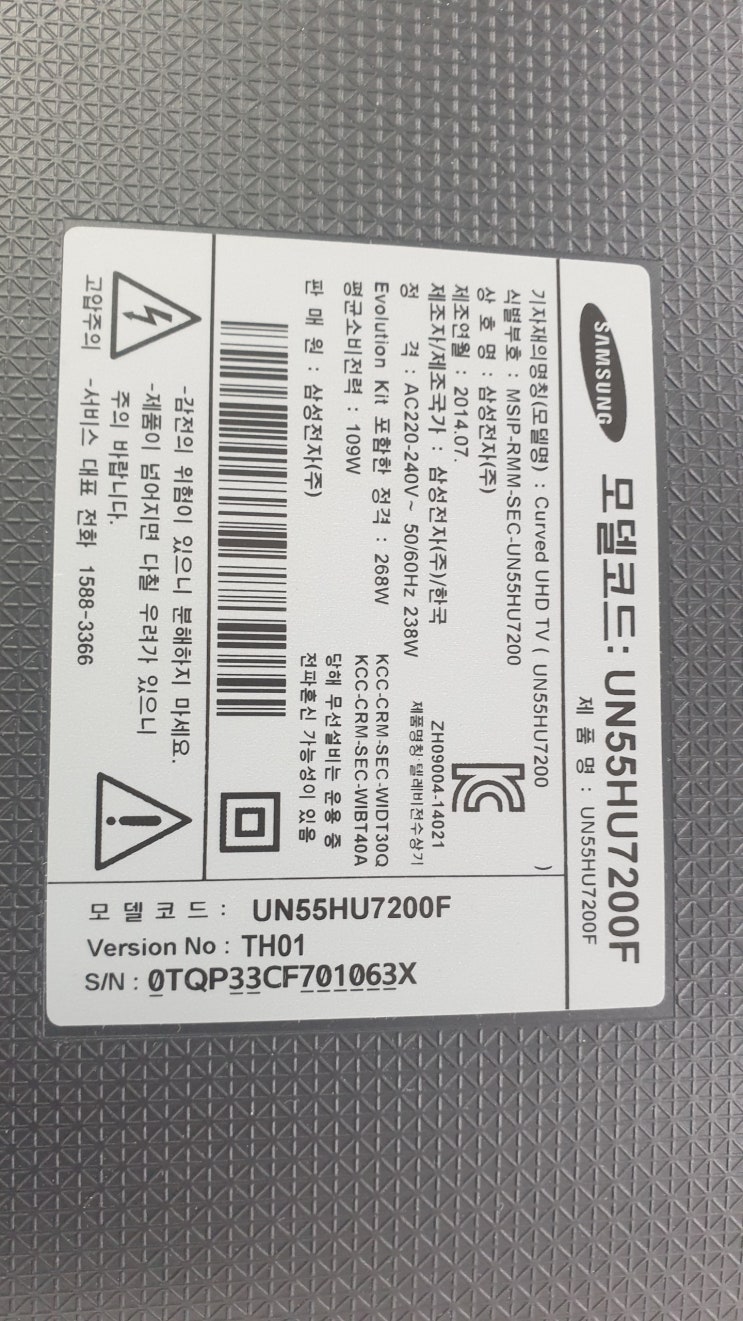 SAMSUNG
모델코드: UN55HU7200F
제 품 명 : UN55HU7200F
기자재의명칭(모델명) : Curved UHD TV ( UN55HU7200 )
식별부호 : MSIP-RMM-SEC-UN55HU7200
상 호 명 : 삼성전자(주)
제조연월 : 2014.07.
제조자/제조국가 : 삼성전자(주)/한국
정 격 : AC220-240V~ 50/60Hz 238W
Evolution Kit 포함한 정격 : 268W
평균소비전력 : 109W
판 매 원 : 삼성전자(주)
ZH09004-14021
제품명칭:텔레비전수상기
KCC-CRM-SEC-WIDT30Q
KCC-CRM-SEC-WIBT40A
당해 무선설비는 운용 중
전파혼신 가능성이 있음
고압주의
-감전의 위험이 있으니 분해하지 마세요.
-제품이 넘어지면 다칠 우려가 있으니
주의 바랍니다.
-서비스 대표 전화 1588-3366
모 델 코 드 : UN55HU7200F
Version No : TH01
S/N : 0TQP33CF701063X